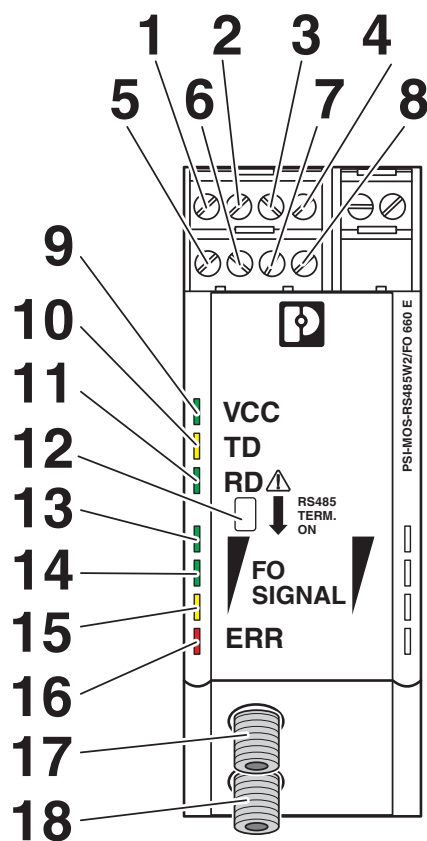 1 2 3 4
5 6 7 8
9
10
11
12
13
14
15
16
17
18
VCC
TD
RD
RS485
TERM.
ON
FO
SIGNAL
ERR
PSI-MOS-RS485W2/FO 660 E